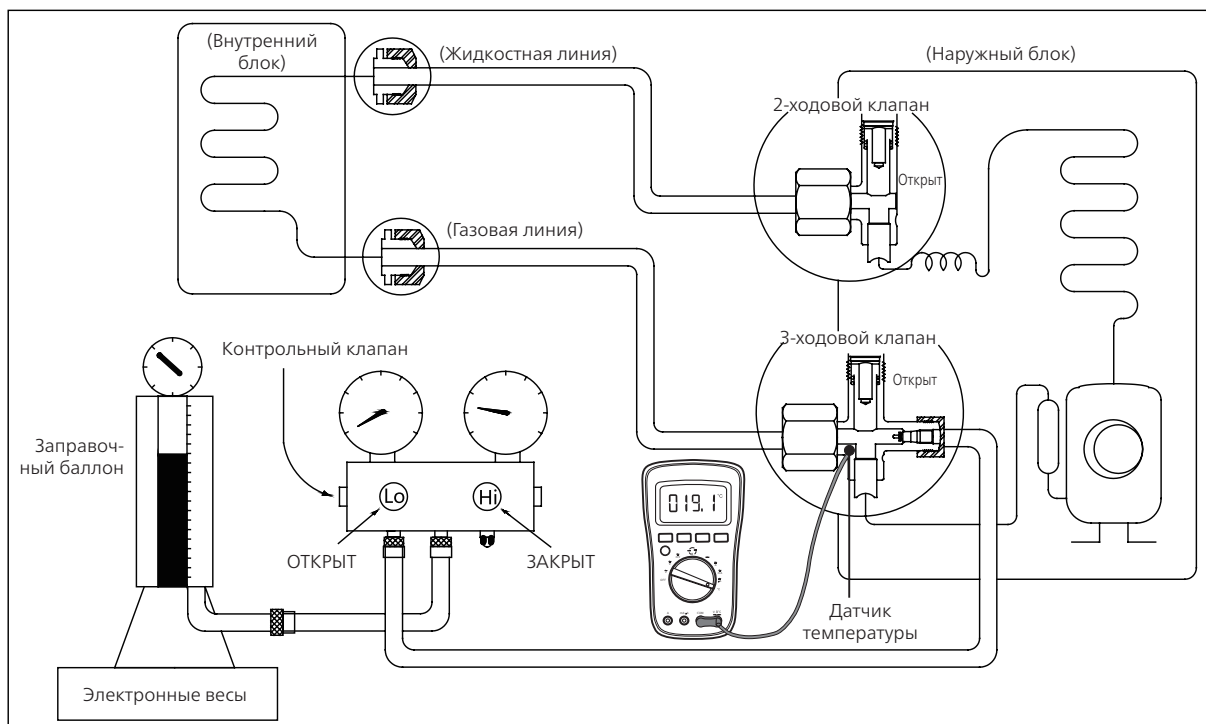 (Внутренний
блок)
(Жидкостная линия)
(Наружный блок)
2-ходовой клапан
Открыт
(Газовая линия)
3-ходовой клапан
Открыт
Контрольный клапан
Заправоч-
ный баллон
Lo
Hi
019.1
°C
ОТКРЫТ
ЗАКРЫТ
Датчик
температуры
Электронные весы